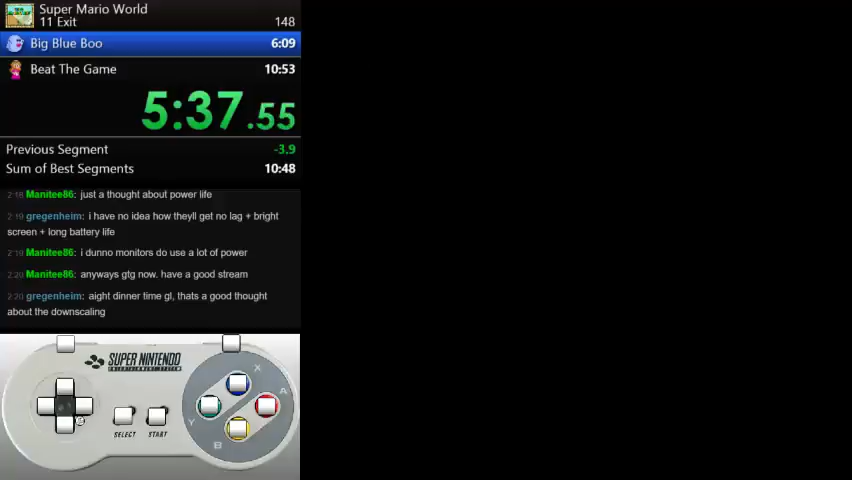 Super Mario World
11 Exit 148
Big Blue Boo 6:09
Beat The Game 10:53
5:37.55
Previous Segment -3.9
Sum of Best Segments 10:48
2:18 Manitee86: just a thought about power life
2:19 gregenheim: i have no idea how theyll get no lag + bright
screen + long battery life
2:19 Manitee86: i dunno monitors do use a lot of power
2:20 Manitee86: anyways gtg now. have a good stream
2:20 gregenheim: aight dinner time gl, thats a good thought
about the downscaling
SUPER NINTENDO
ENTERTAINMENT SYSTEM
X
A
Y
B
SELECT START